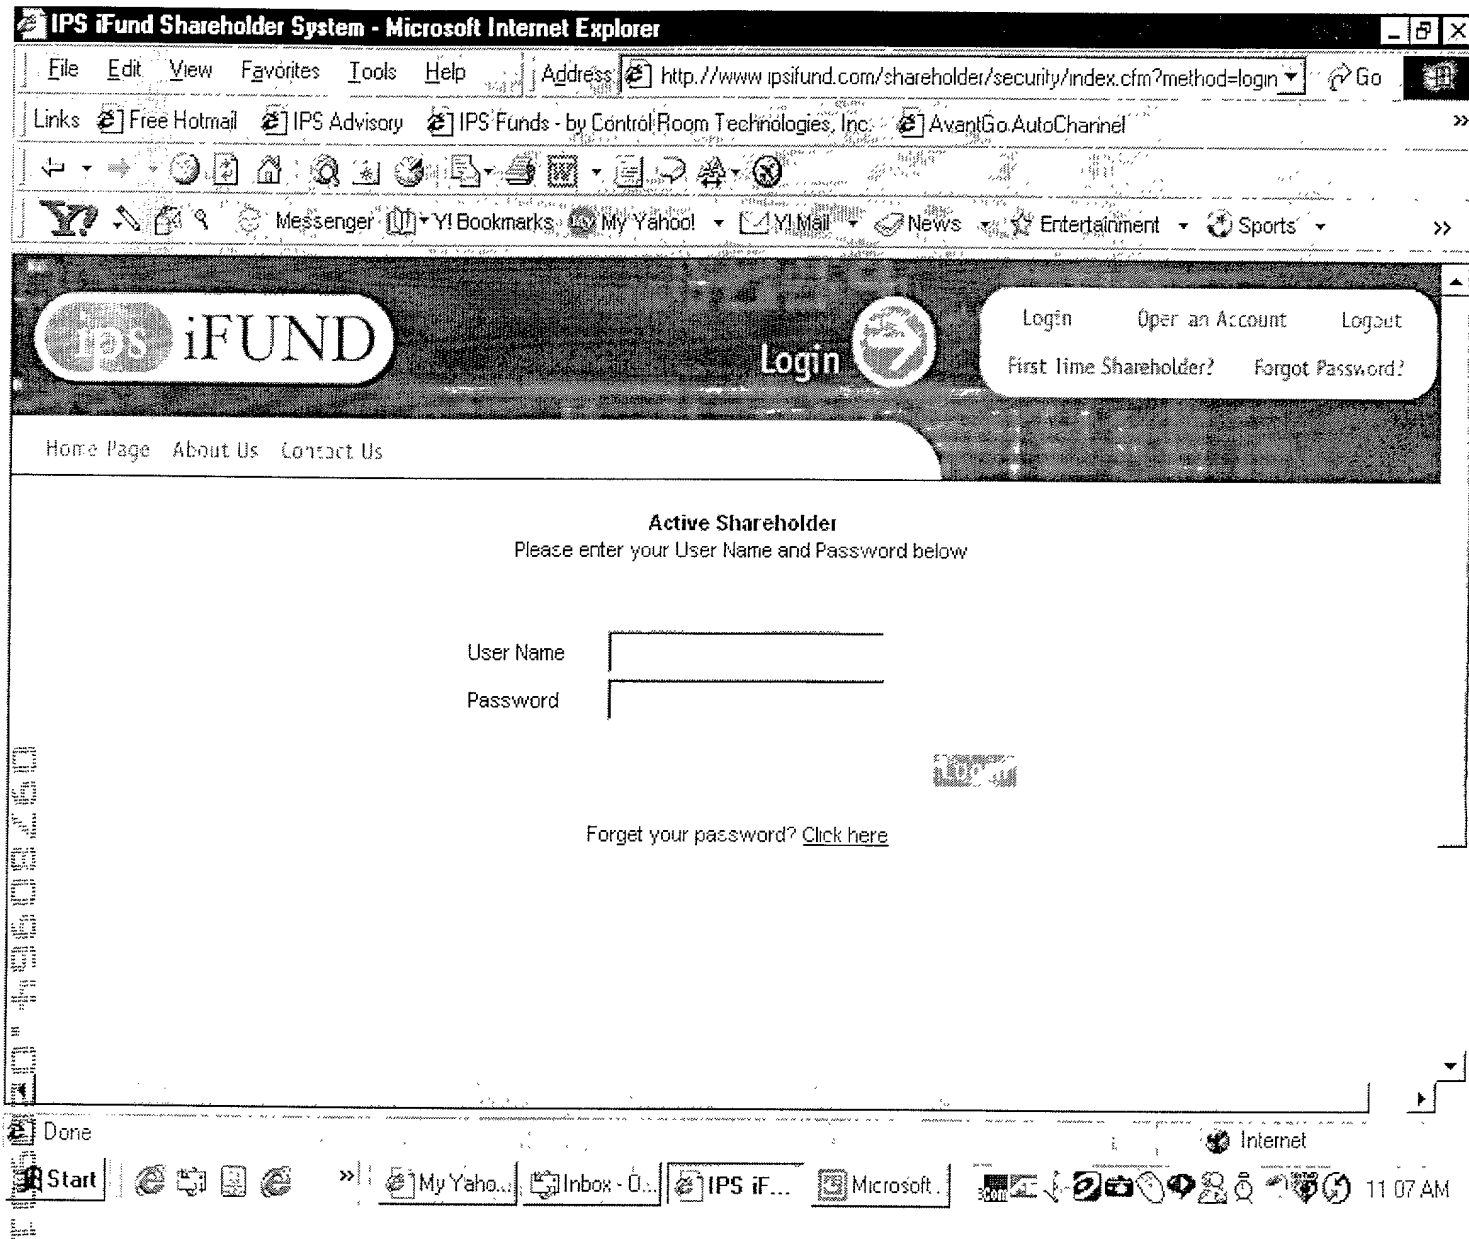 IPS iFund Shareholder System - Microsoft Internet Explorer
File Edit View Favorites Tools Help Address http.//www ipsifund.com/shareholder/security/index.cfm?method=login Go
Links Free Hotmail IPS Advisory IPS Funds - by Control Room Technologies, Inc. AvantGo.AutoChannel »
Y? Messenger Y! Bookmarks My Yahoo! Y! Mail News Entertainment Sports »
ips iFUND
Login
Login Open an Account Logout
First Time Shareholder? Forgot Password?
Home Page About Us Contact Us
Active Shareholder
Please enter your User Name and Password below
User Name
Password
Forget your password? Click here
Done Internet
Start » My Yaho... Inbox - O... IPS iF... Microsoft . 3Com 11 07 AM